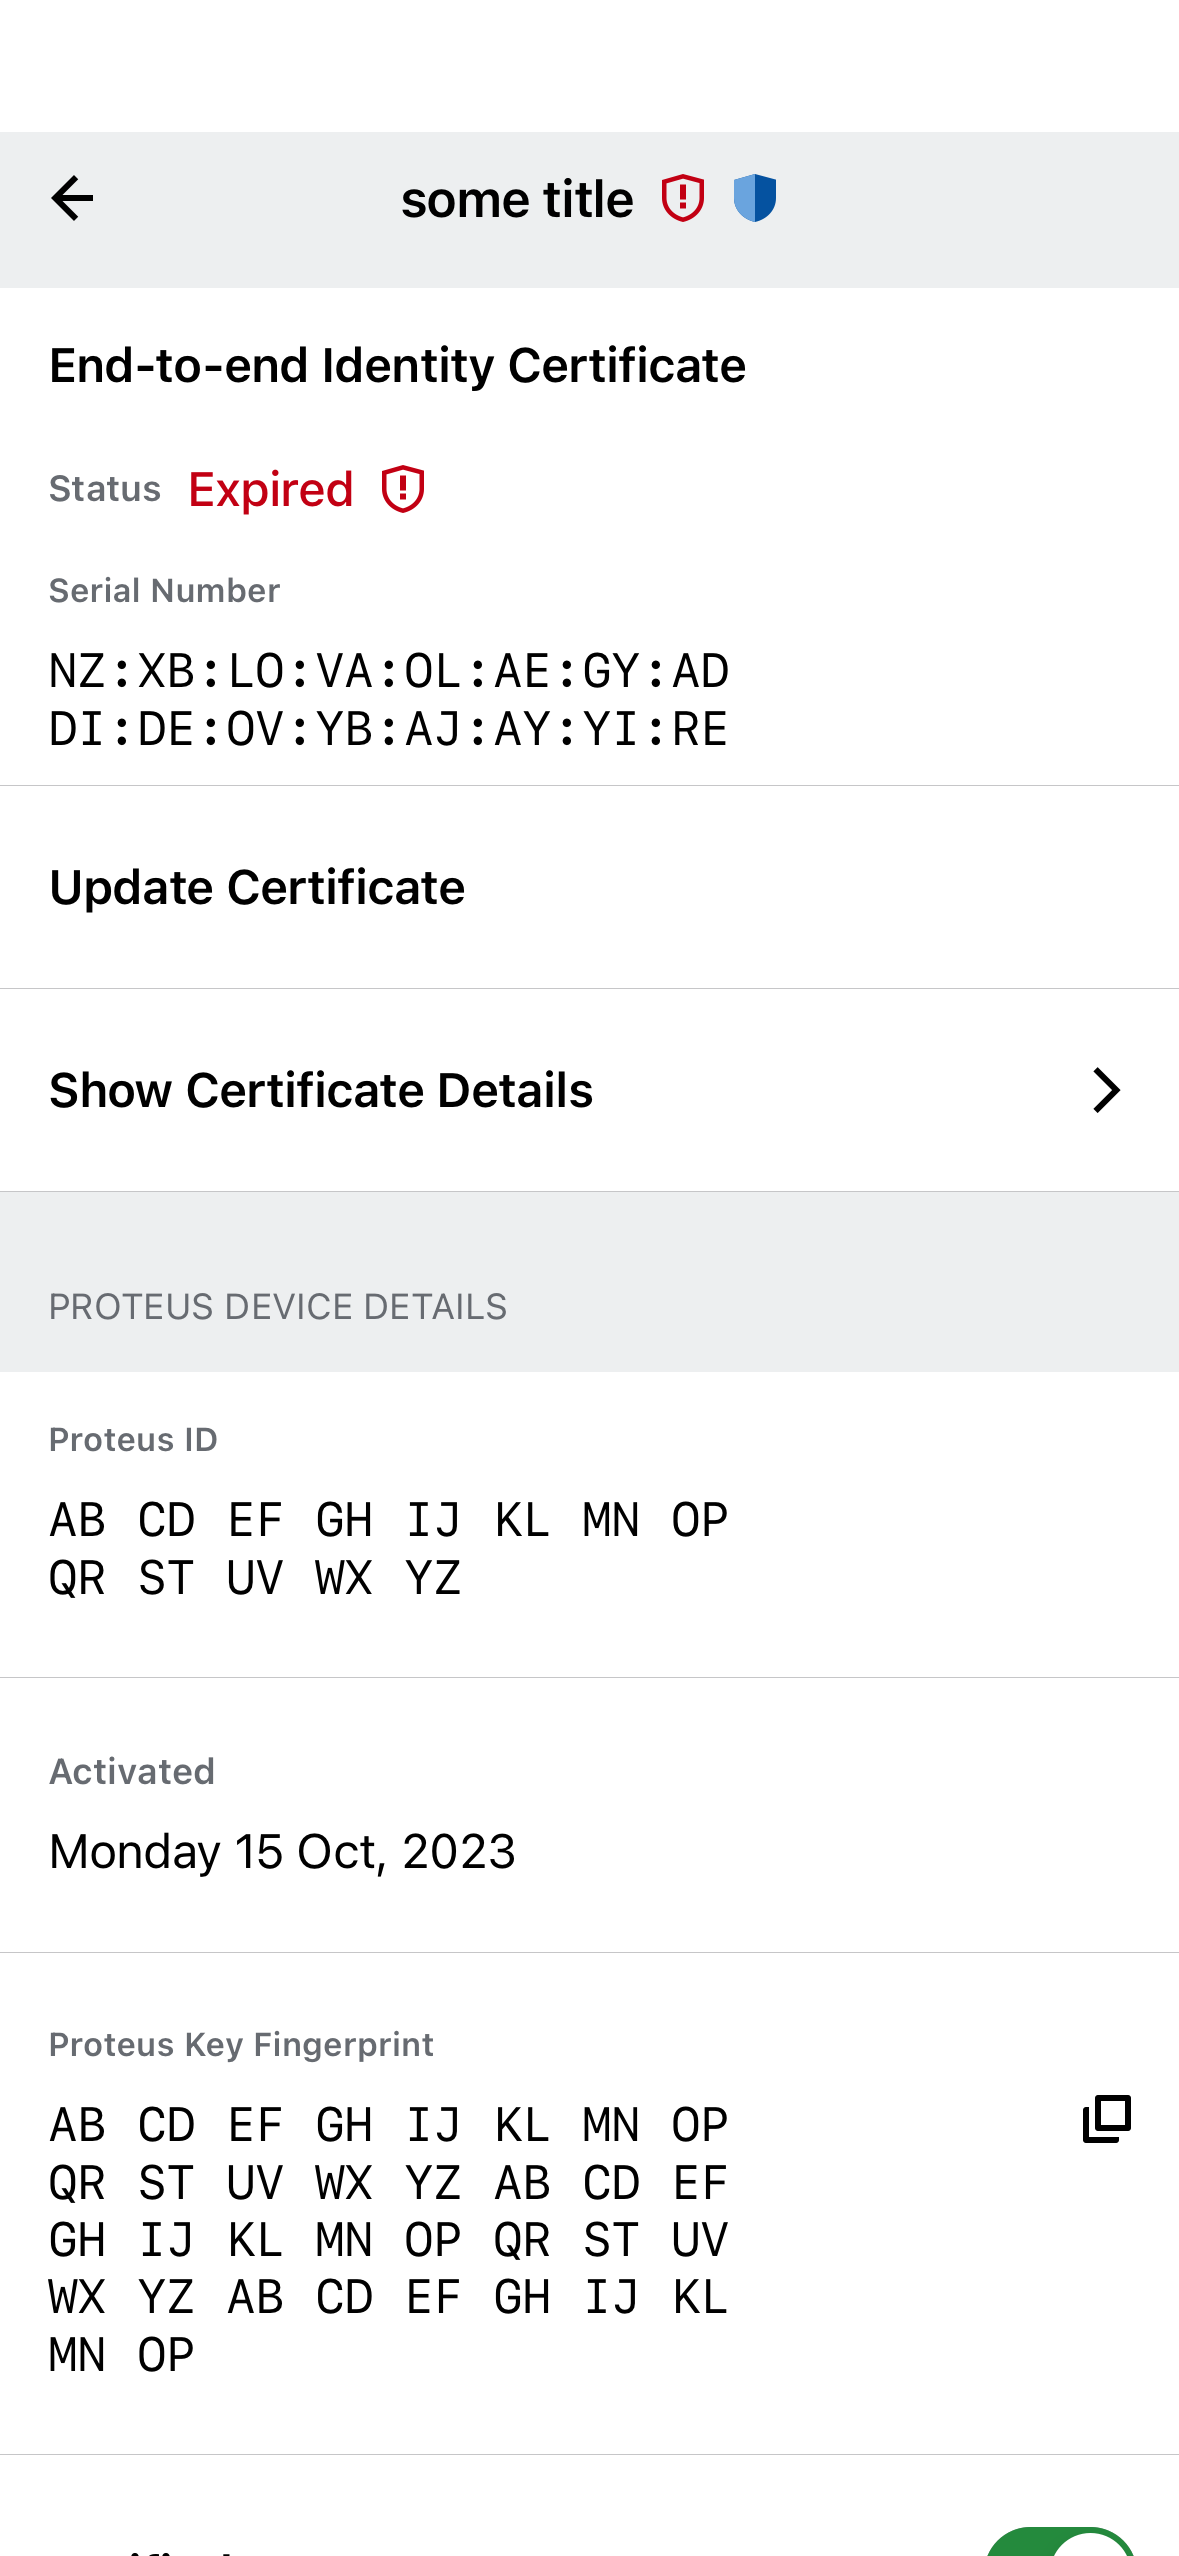 some title
End-to-end Identity Certificate
Status Expired
Serial Number
NZ:XB:LO:VA:OL:AE:GY:AD
DI:DE:OV:YB:AJ:AY:YI:RE
Update Certificate
Show Certificate Details
PROTEUS DEVICE DETAILS
Proteus ID
AB CD EF GH IJ KL MN OP
QR ST UV WX YZ
Activated
Monday 15 Oct, 2023
Proteus Key Fingerprint
AB CD EF GH IJ KL MN OP
QR ST UV WX YZ AB CD EF
GH IJ KL MN OP QR ST UV
WX YZ AB CD EF GH IJ KL
MN OP